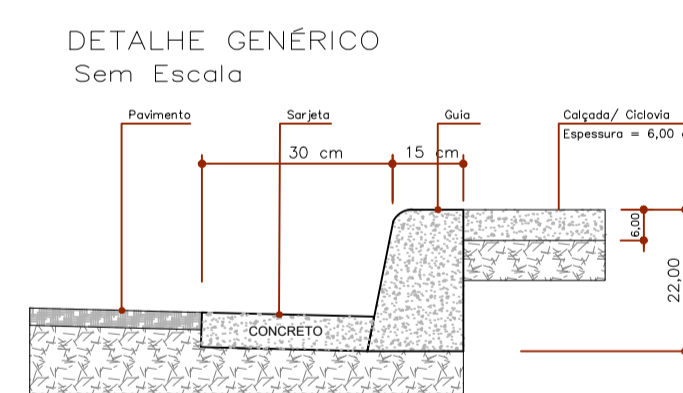 DETALHE GENÉRICO
Sem Escala
Pavimento
Sarjeta
Guia
Calçada/ Ciclovia
Espessura = 6,00
30 cm
15 cm
6,00
22,00
CONCRETO